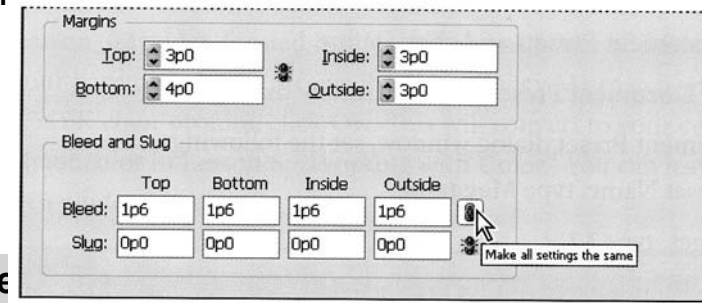 Margins
Top: 3p0 Inside: 3p0
Bottom: 4p0 Outside: 3p0
Bleed and Slug
Top Bottom Inside Outside
Bleed: 1p6 1p6 1p6 1p6
Slug: 0p0 0p0 0p0 0p0
Make all settings the same